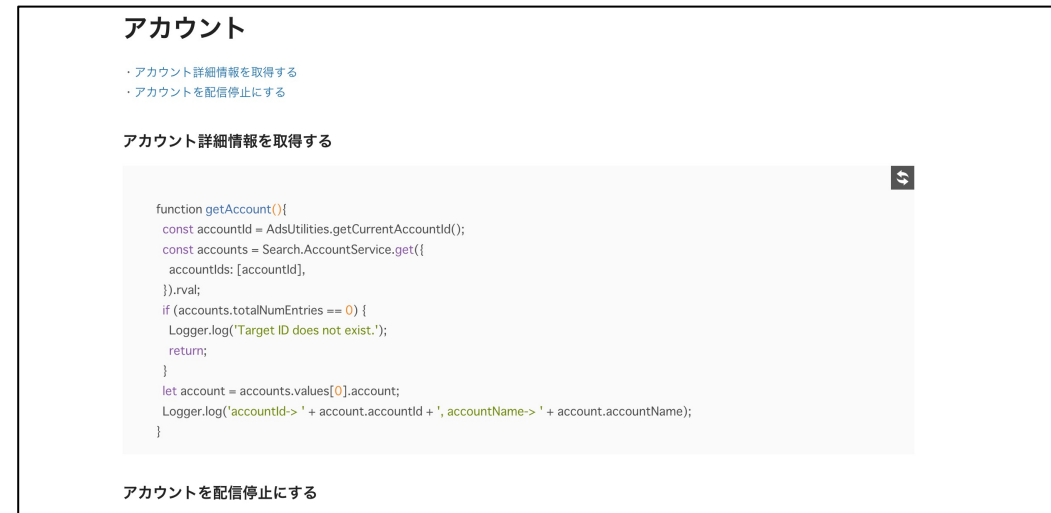 アカウント
・アカウント詳細情報を取得する
・アカウントを配信停止にする
アカウント詳細情報を取得する
function getAccount(){
const accountId = AdsUtilities.getCurrentAccountId();
const accounts = Search.AccountService.get({
accountIds: [accountId],
}).rval;
if (accounts.totalNumEntries == 0) {
Logger.log('Target ID does not exist.');
return;
}
let account = accounts.values[0].account;
Logger.log('accountId-> ' + account.accountId + ', accountName-> ' + account.accountName);
}
アカウントを配信停止にする